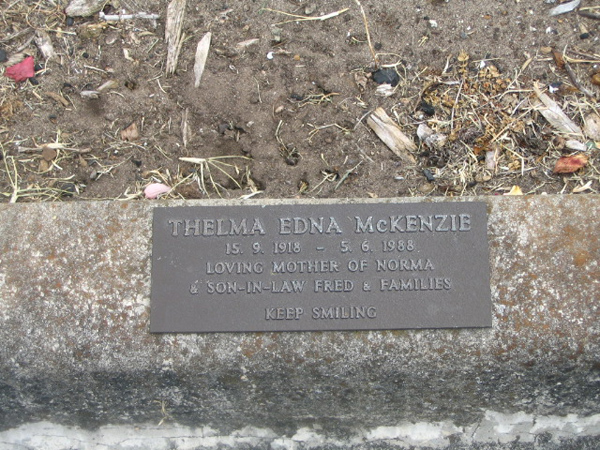 THELMA EDNA McKENZIE
15. 9. 1918 - 5. 6. 1988
LOVING MOTHER OF NORMA
& SON-IN-LAW FRED & FAMILIES
KEEP SMILING